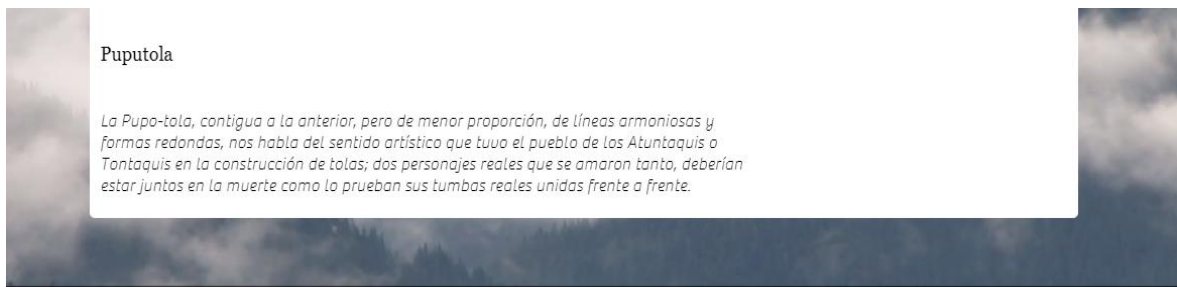 Puputola
La Pupo-tola, contigua a la anterior, pero de menor proporción, de líneas armoniosas y
formas redondas, nos habla del sentido artístico que tuvo el pueblo de los Atuntaquis o
Tontaquis en la construcción de tolas; dos personajes reales que se amaron tanto, deberían
estar juntos en la muerte como lo prueban sus tumbas reales unidas frente a frente.